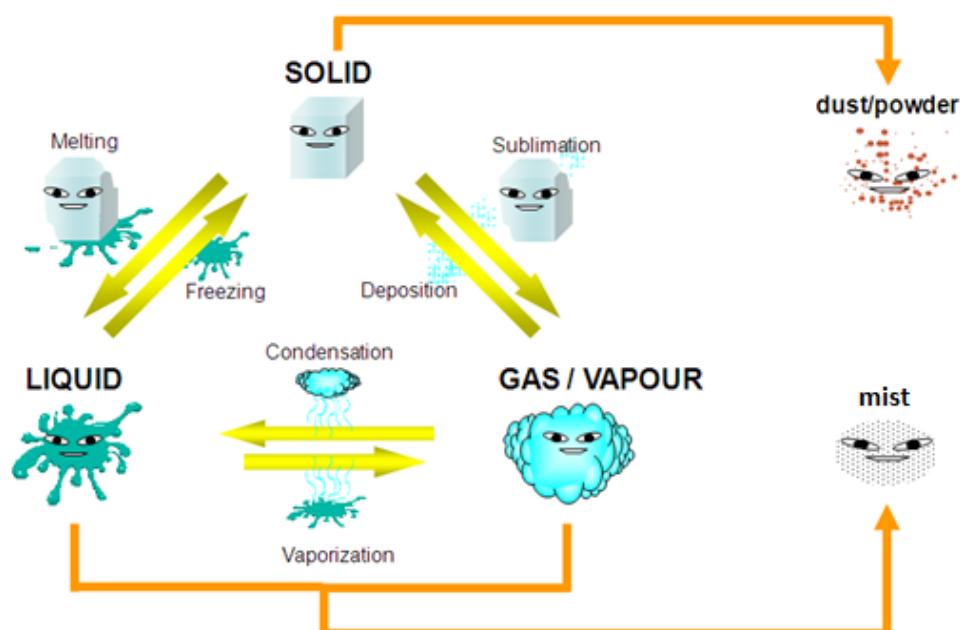 SOLID
dust/powder
Melting
Sublimation
Freezing
Deposition
Condensation
LIQUID
GAS / VAPOUR
mist
Vaporization